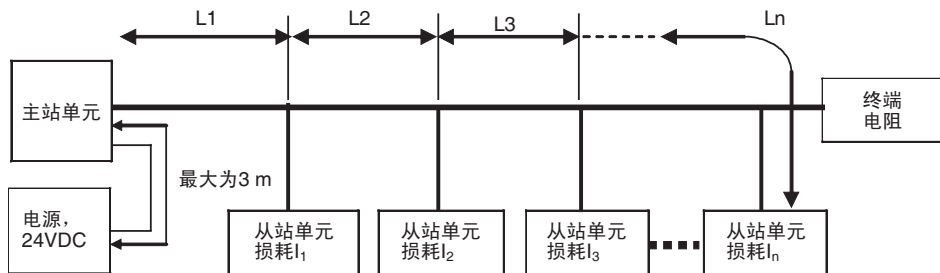 L1
L2
L3
Ln
主站单元
终端
电阻
最大为3 m
电源，
24VDC
从站单元
损耗I1
从站单元
损耗I2
从站单元
损耗I3
从站单元
损耗In